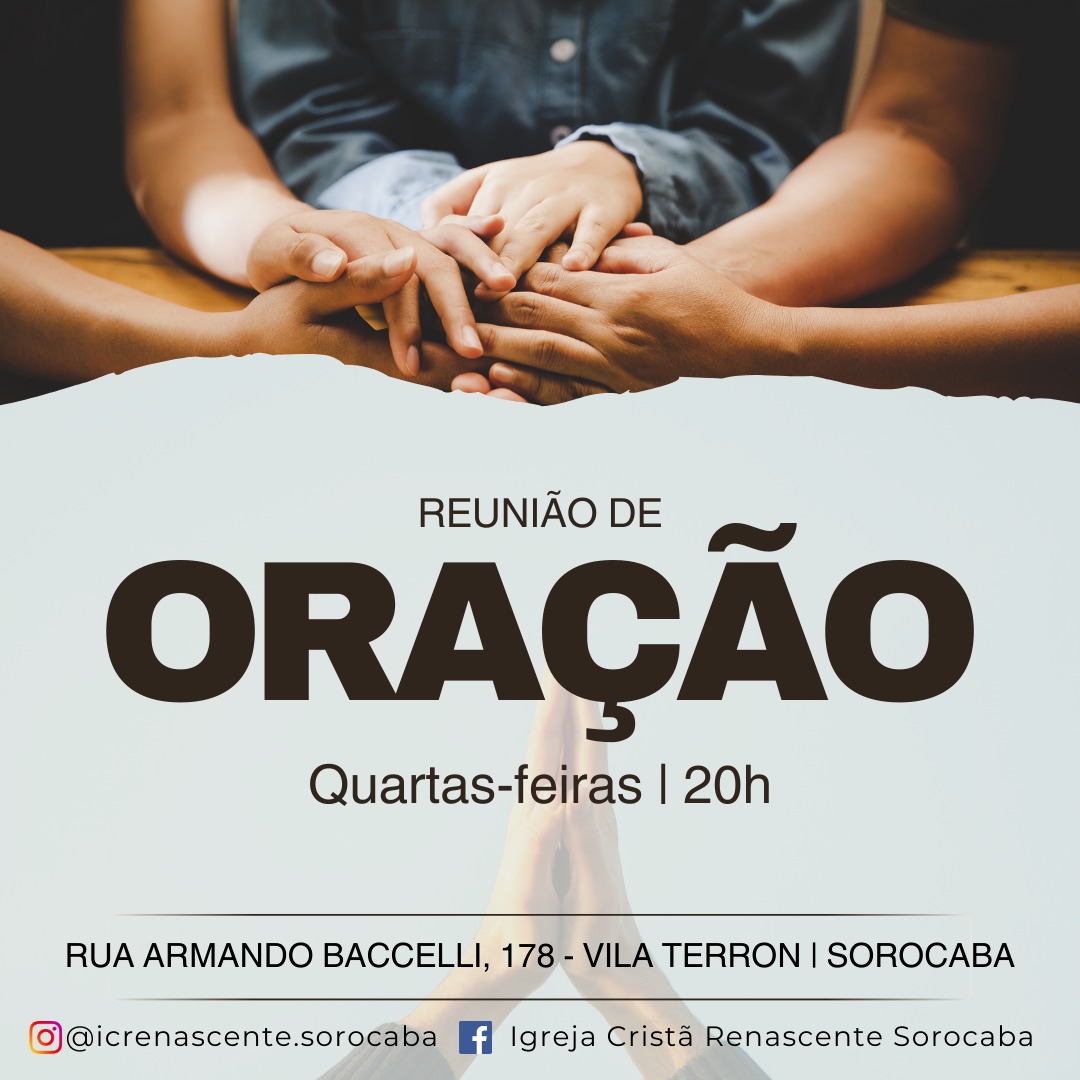 REUNIÃO DE
ORAÇÃO
Quartas-feiras | 20h
RUA ARMANDO BACCELLI, 178 - VILA TERRON | SOROCABA
@icrenascente.sorocaba Igreja Cristã Renascente Sorocaba